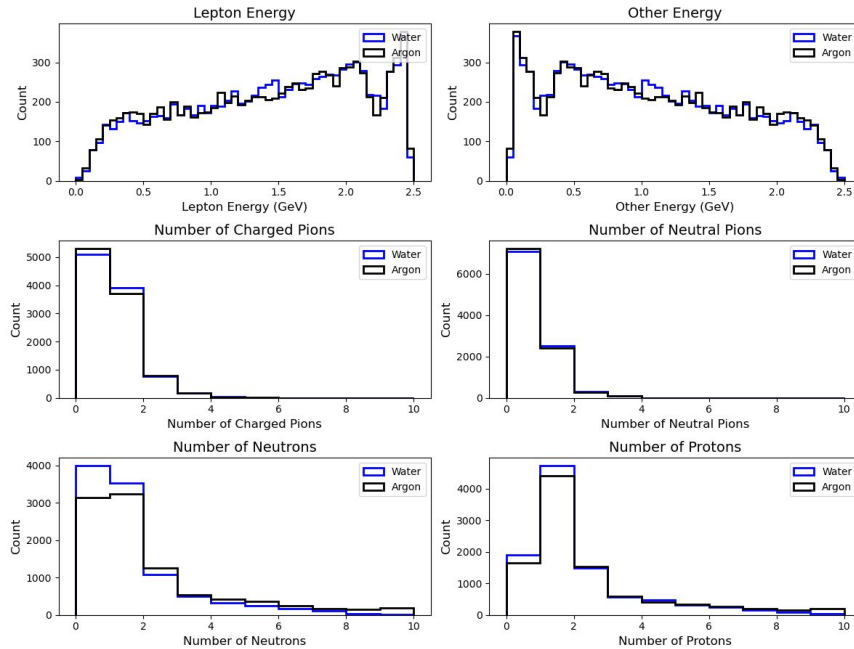 Lepton Energy
Water
Argon
300
200
100
0
Count
0.0 0.5 1.0 1.5 2.0 2.5
Lepton Energy (GeV)
Other Energy
Water
Argon
300
200
100
0
Count
0.0 0.5 1.0 1.5 2.0 2.5
Other Energy (GeV)
Number of Charged Pions
Water
Argon
5000
4000
3000
2000
1000
0
Count
0 2 4 6 8 10
Number of Charged Pions
Number of Neutral Pions
Water
Argon
6000
4000
2000
0
Count
0 2 4 6 8 10
Number of Neutral Pions
Number of Neutrons
Water
Argon
4000
3000
2000
1000
0
Count
0 2 4 6 8 10
Number of Neutrons
Number of Protons
Water
Argon
4000
3000
2000
1000
0
Count
0 2 4 6 8 10
Number of Protons